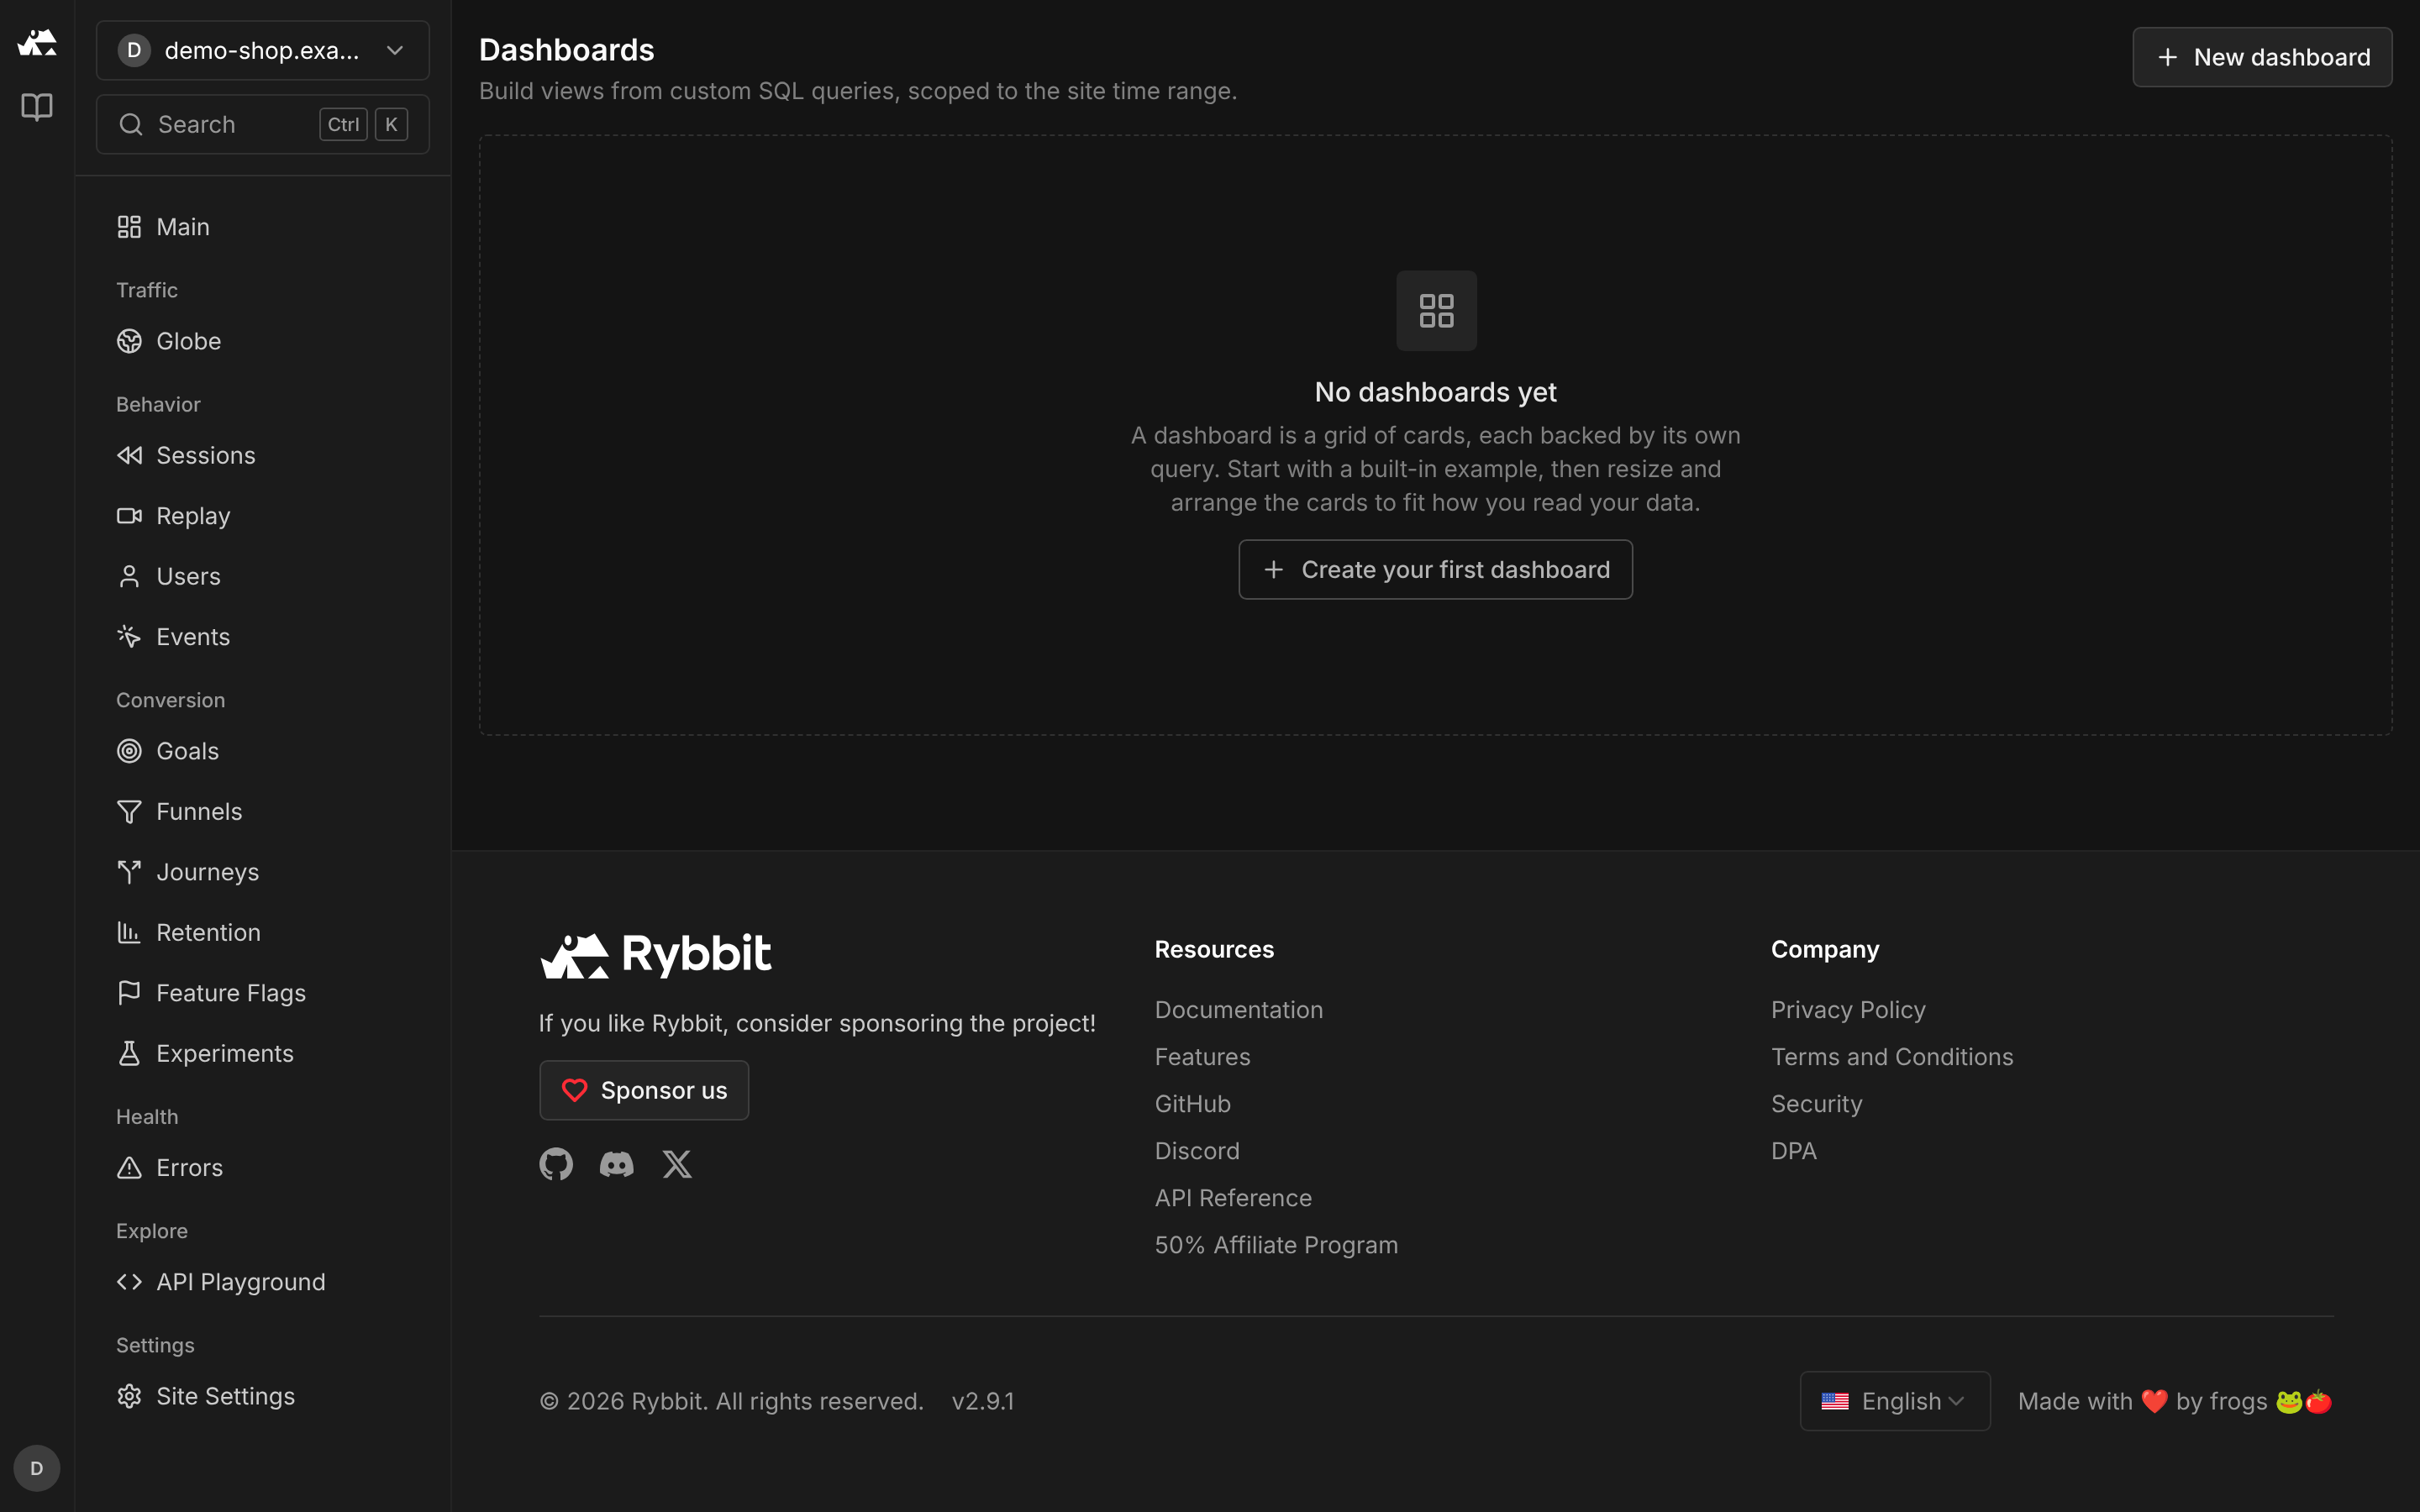 D demo-shop.exa...
Search Ctrl K
Main
Traffic
Globe
Behavior
Sessions
Replay
Users
Events
Conversion
Goals
Funnels
Journeys
Retention
Feature Flags
Experiments
Health
Errors
Explore
API Playground
Settings
Site Settings
D
Dashboards
Build views from custom SQL queries, scoped to the site time range.
New dashboard
No dashboards yet
A dashboard is a grid of cards, each backed by its own
query. Start with a built-in example, then resize and
arrange the cards to fit how you read your data.
Create your first dashboard
Rybbit
If you like Rybbit, consider sponsoring the project!
Sponsor us
Resources
Documentation
Features
GitHub
Discord
API Reference
50% Affiliate Program
Company
Privacy Policy
Terms and Conditions
Security
DPA
© 2026 Rybbit. All rights reserved. v2.9.1
English
Made with ❤️ by frogs 🐸🍅